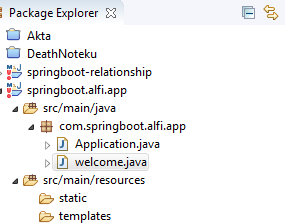 Package Explorer
Akta
DeathNoteku
springboot-relationship
springboot.alfi.app
src/main/java
com.springboot.alfi.app
Application.java
welcome.java
src/main/resources
static
templates